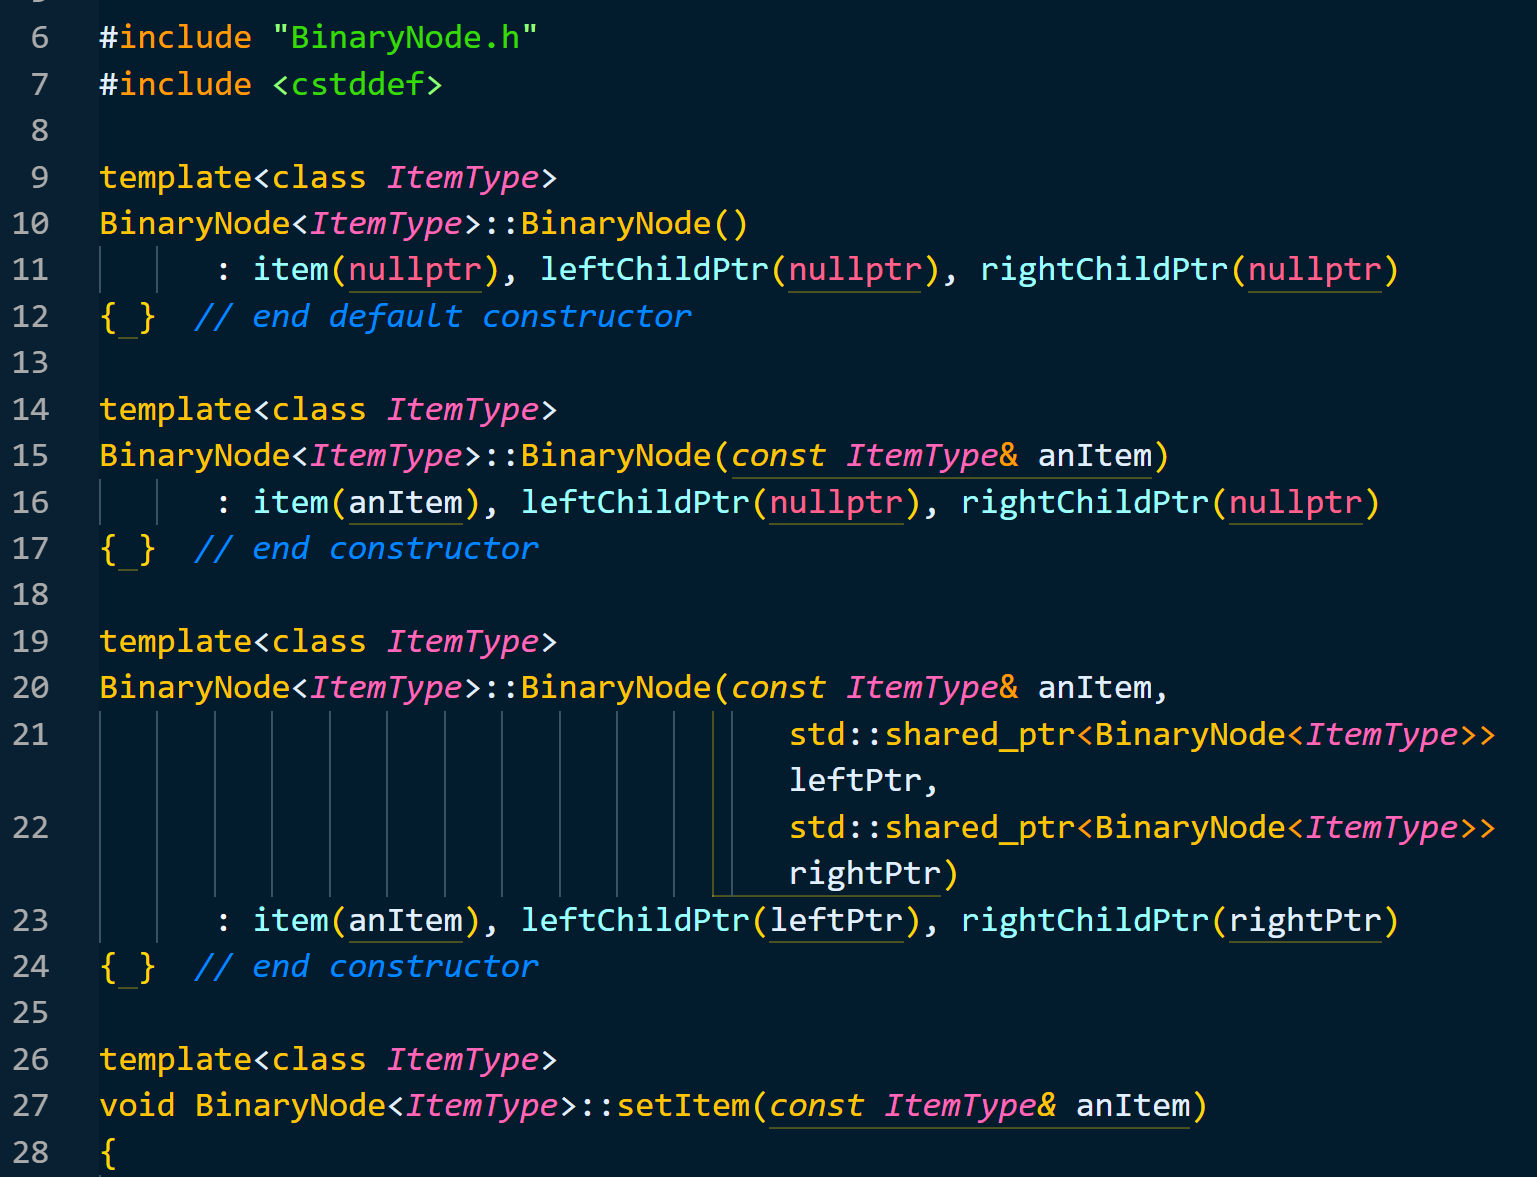 6 #include "BinaryNode.h"
7 #include <cstddef>
8
9 template<class ItemType>
10 BinaryNode<ItemType>::BinaryNode()
11 : item(nullptr), leftChildPtr(nullptr), rightChildPtr(nullptr)
12 { } // end default constructor
13
14 template<class ItemType>
15 BinaryNode<ItemType>::BinaryNode(const ItemType& anItem)
16 : item(anItem), leftChildPtr(nullptr), rightChildPtr(nullptr)
17 { } // end constructor
18
19 template<class ItemType>
20 BinaryNode<ItemType>::BinaryNode(const ItemType& anItem,
21 std::shared_ptr<BinaryNode<ItemType>>
leftPtr,
22 std::shared_ptr<BinaryNode<ItemType>>
rightPtr)
23 : item(anItem), leftChildPtr(leftPtr), rightChildPtr(rightPtr)
24 { } // end constructor
25
26 template<class ItemType>
27 void BinaryNode<ItemType>::setItem(const ItemType& anItem)
28 {